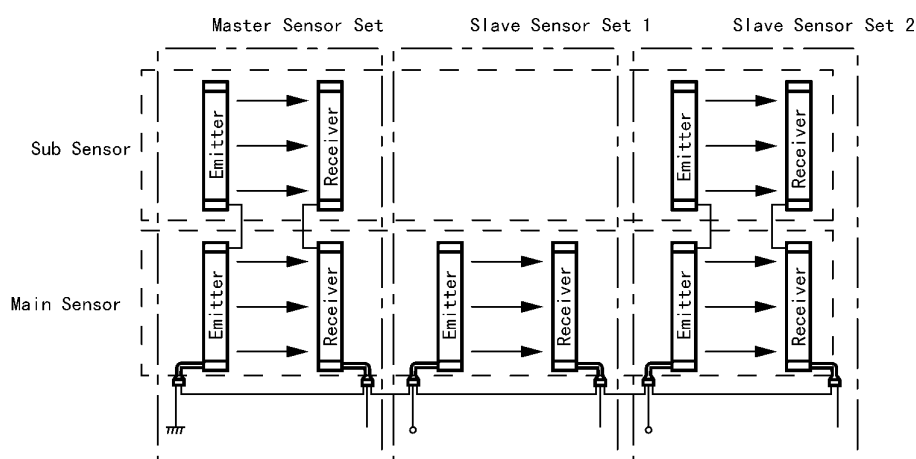 Master Sensor Set
Slave Sensor Set 1
Slave Sensor Set 2
Sub Sensor
Emitter
Receiver
Emitter
Receiver
Main Sensor
Emitter
Receiver
Emitter
Receiver
Emitter
Receiver